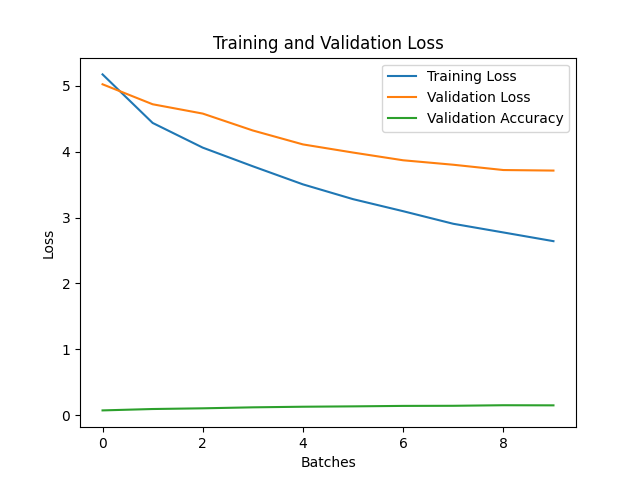 Training and Validation Loss
Training Loss
Validation Loss
Validation Accuracy
Loss
5
4
3
2
1
0
0 2 4 6 8
Batches